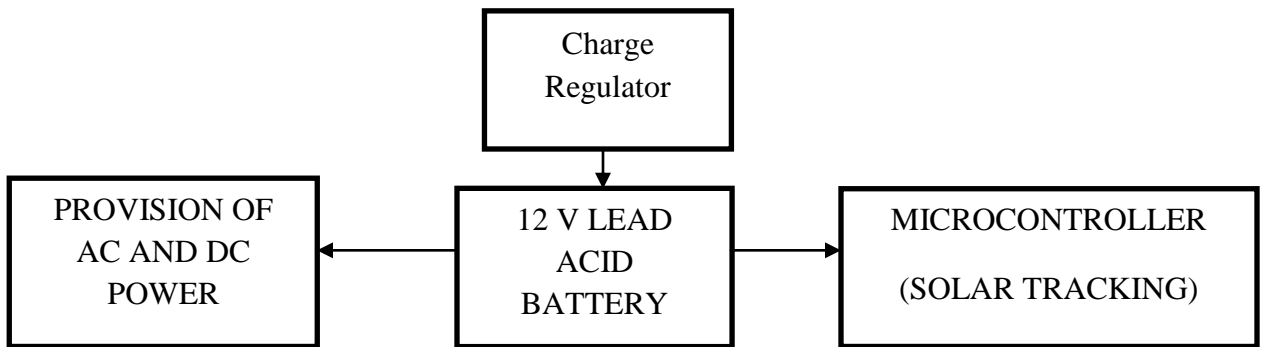 Charge
Regulator
PROVISION OF
AC AND DC
POWER
12 V LEAD
ACID
BATTERY
MICROCONTROLLER
(SOLAR TRACKING)